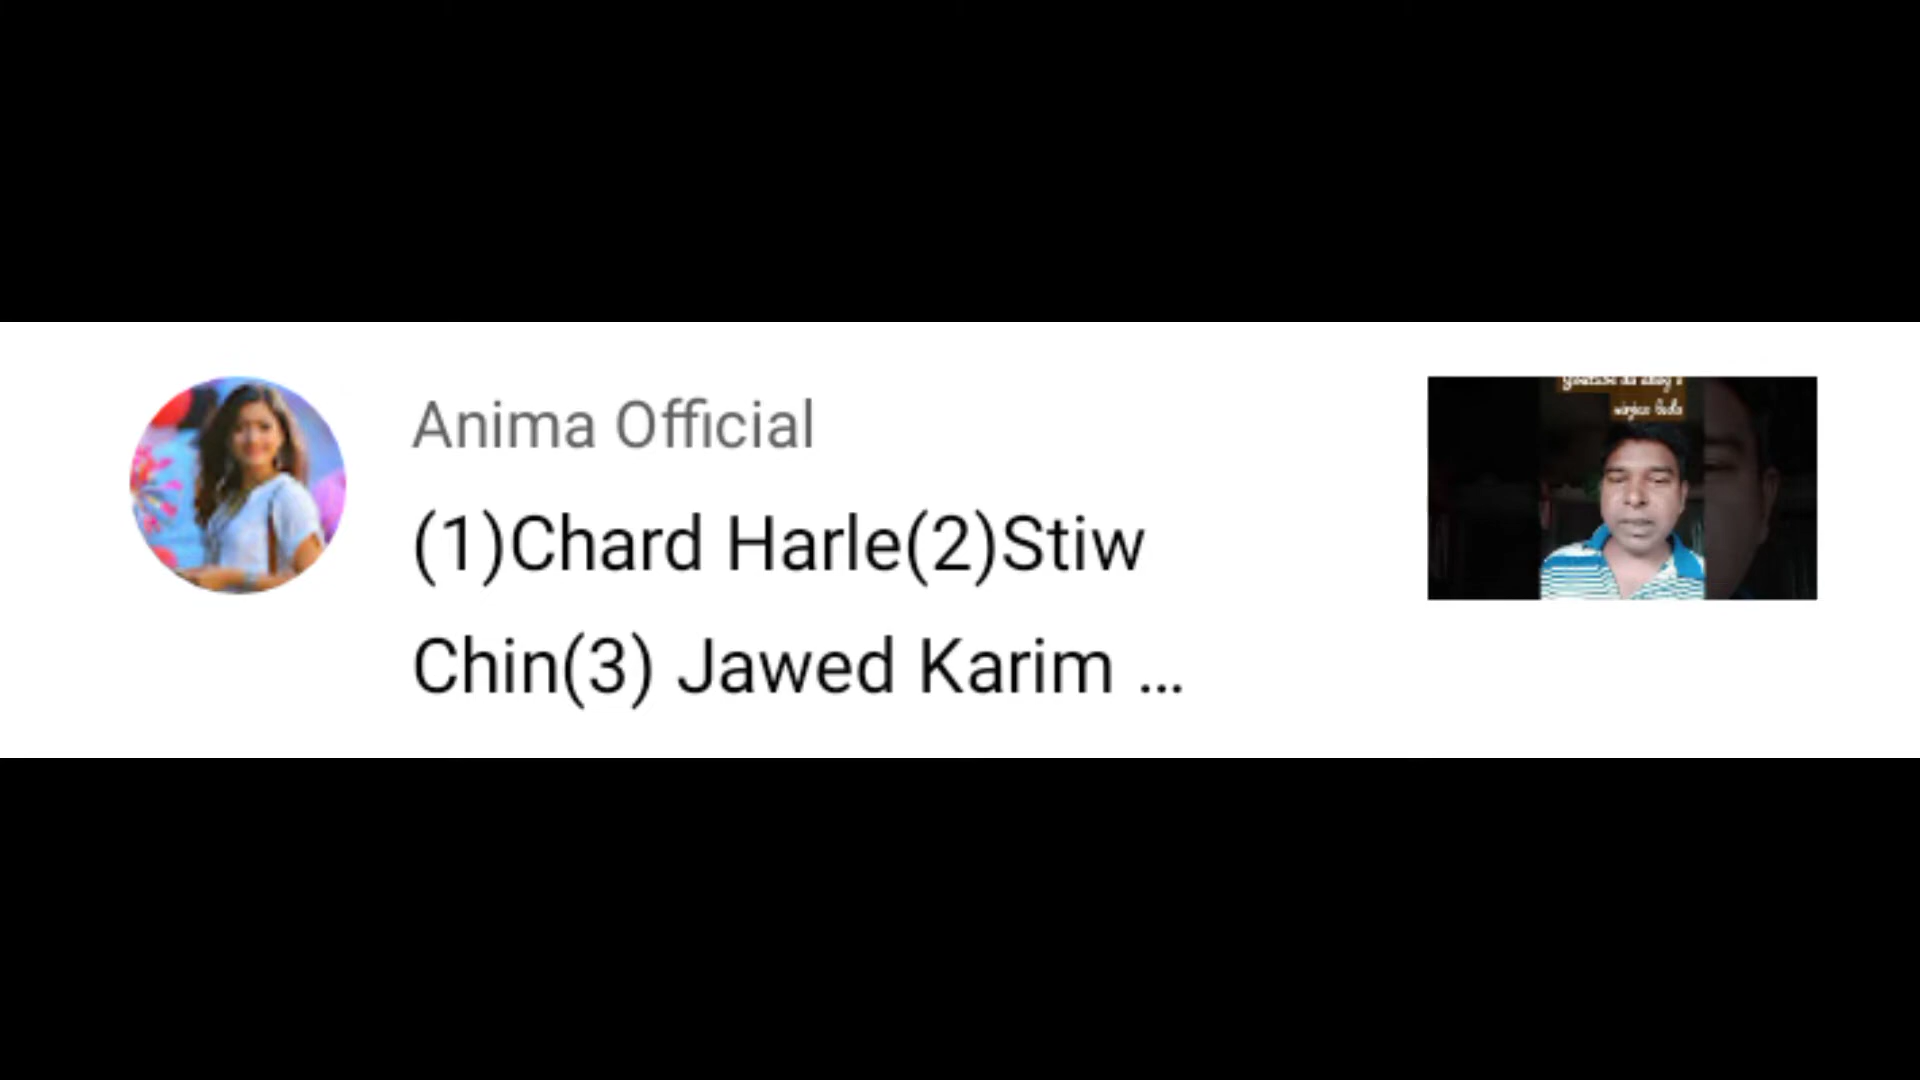 Anima Official
(1)Chard Harle(2)Stiw
Chin(3) Jawed Karim ...